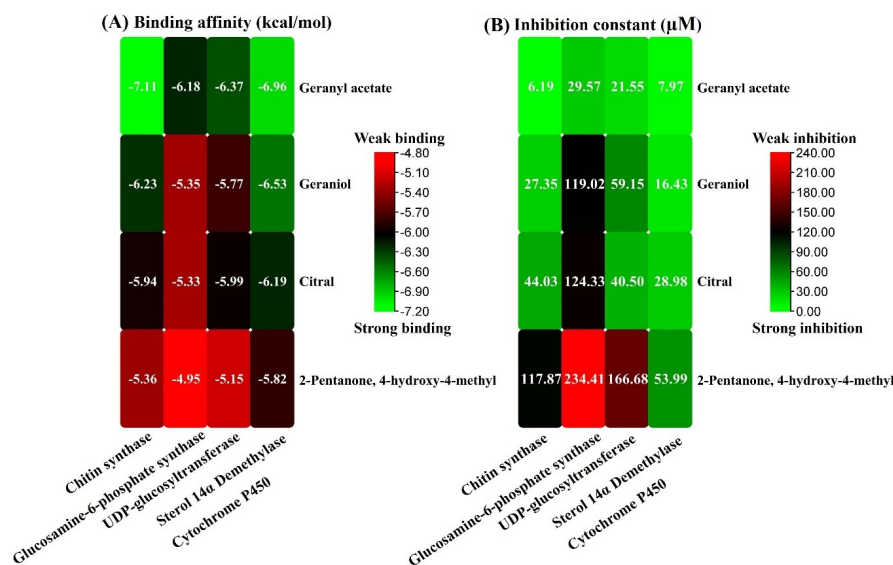 (A) Binding affinity (kcal/mol)
-7.11 -6.18 -6.37 -6.96 Geranyl acetate
-6.23 -5.35 -5.77 -6.53 Geraniol
-5.94 -5.33 -5.99 -6.19 Citral
-5.36 -4.95 -5.15 -5.82 2-Pentanone, 4-hydroxy-4-methyl
Weak binding
-4.80
-5.10
-5.40
-5.70
-6.00
-6.30
-6.60
-6.90
-7.20
Strong binding
Chitin synthase
Glucosamine-6-phosphate synthase
UDP-glucosyltransferase
Sterol 14α Demethylase
Cytochrome P450
(B) Inhibition constant (µM)
6.19 29.57 21.55 7.97 Geranyl acetate
27.35 119.02 59.15 16.43 Geraniol
44.03 124.33 40.50 28.98 Citral
117.87 234.41 166.68 53.99 2-Pentanone, 4-hydroxy-4-methyl
Weak inhibition
240.00
210.00
180.00
150.00
120.00
90.00
60.00
30.00
0.00
Strong inhibition
Chitin synthase
Glucosamine-6-phosphate synthase
UDP-glucosyltransferase
Sterol 14α Demethylase
Cytochrome P450